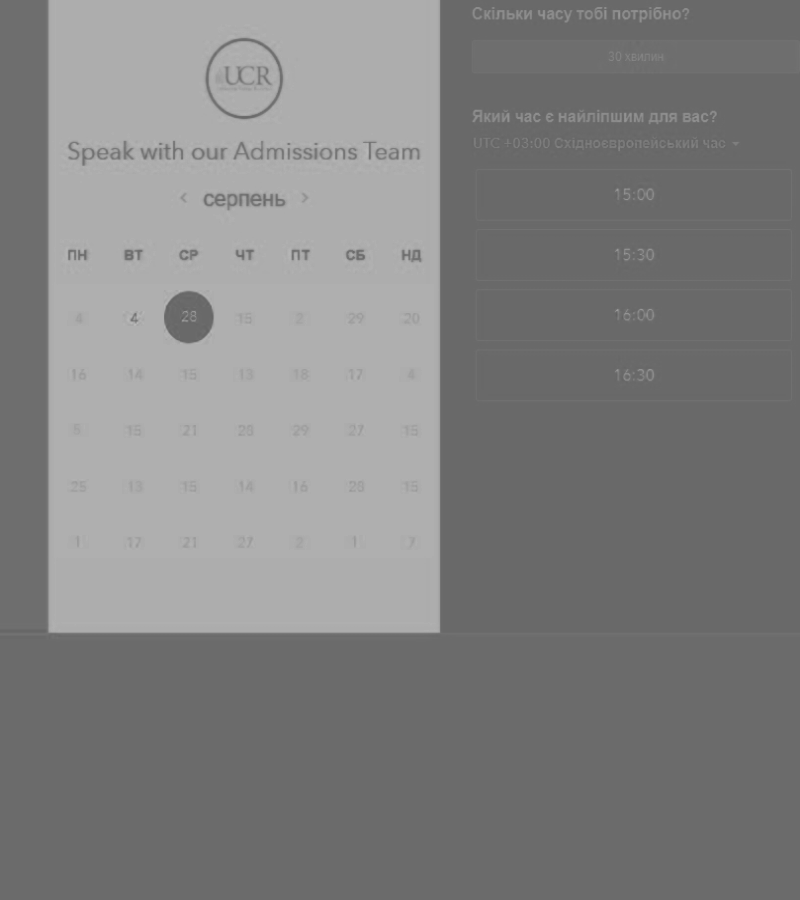 UCR
Speak with our Admissions Team
< серпень >
ПН ВТ СР ЧТ ПТ СБ НД
4 4 28 15 2 29 20
16 14 15 13 18 17 4
5 15 21 28 29 27 15
25 13 15 14 16 28 15
1 17 21 27 2 1 7
Скільки часу тобі потрібно?
30 хвилин
Який час є найліпшим для вас?
UTC +03:00 Східноєвропейський час
15:00
15:30
16:00
16:30